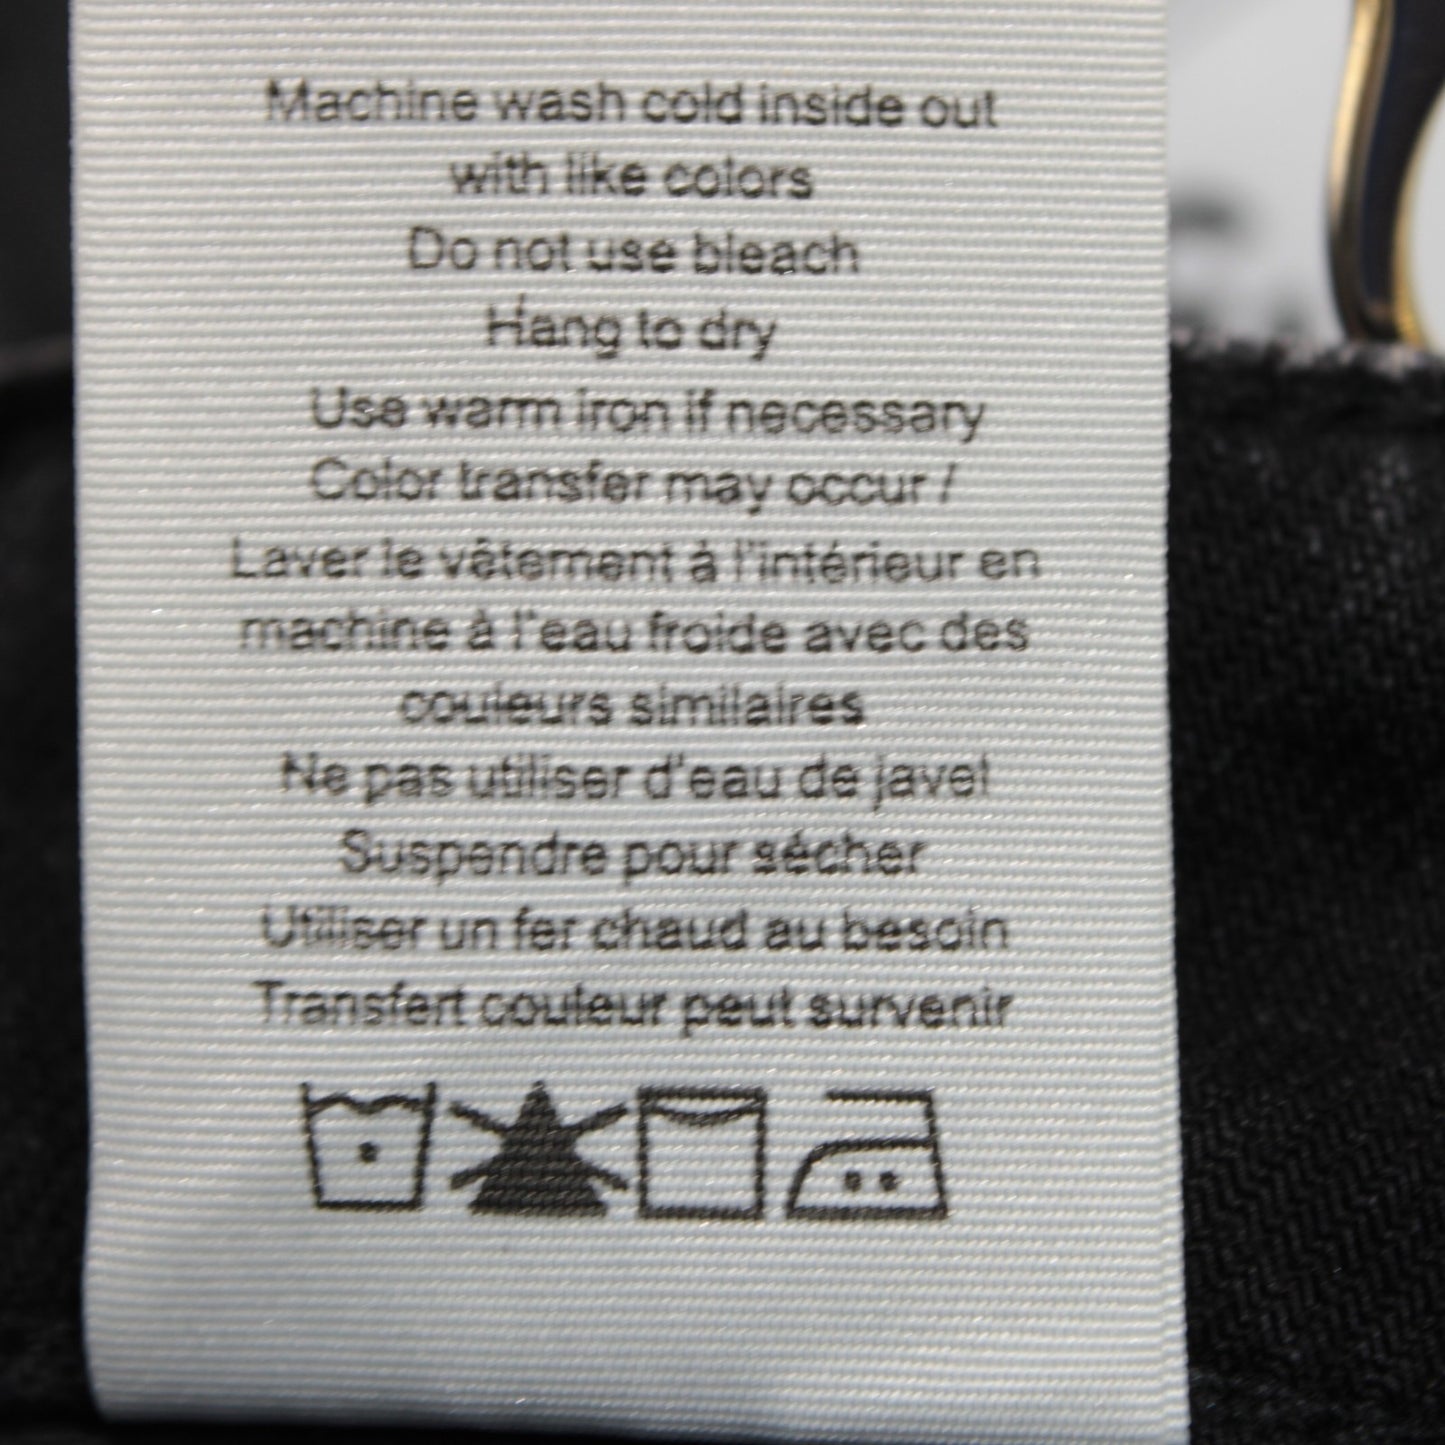 Machine wash cold inside out
with like colors
Do not use bleach
Hang to dry
Use warm iron if necessary
Color transfer may occur /
Laver le vêtement à l'intérieur en
machine à l'eau froide avec des
couleurs similaires
Ne pas utiliser d'eau de javel
Suspendre pour sécher
Utiliser un fer chaud au besoin
Transfert couleur peut survenir